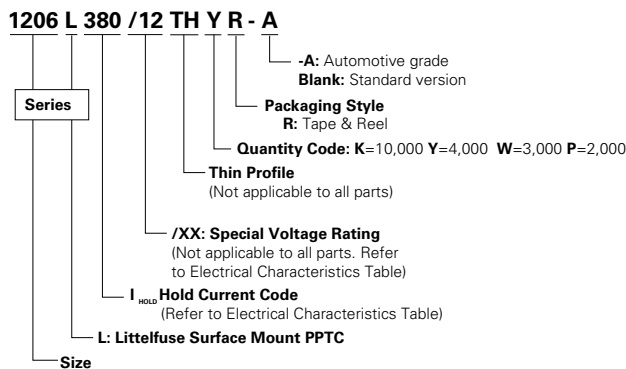 1206 L 380 /12 TH Y R - A
-A: Automotive grade
Blank: Standard version
Series
Packaging Style
R: Tape & Reel
Quantity Code: K=10,000 Y=4,000 W=3,000 P=2,000
Thin Profile
(Not applicable to all parts)
/XX: Special Voltage Rating
(Not applicable to all parts. Refer
to Electrical Characteristics Table)
I HOLD Hold Current Code
(Refer to Electrical Characteristics Table)
L: Littelfuse Surface Mount PPTC
Size